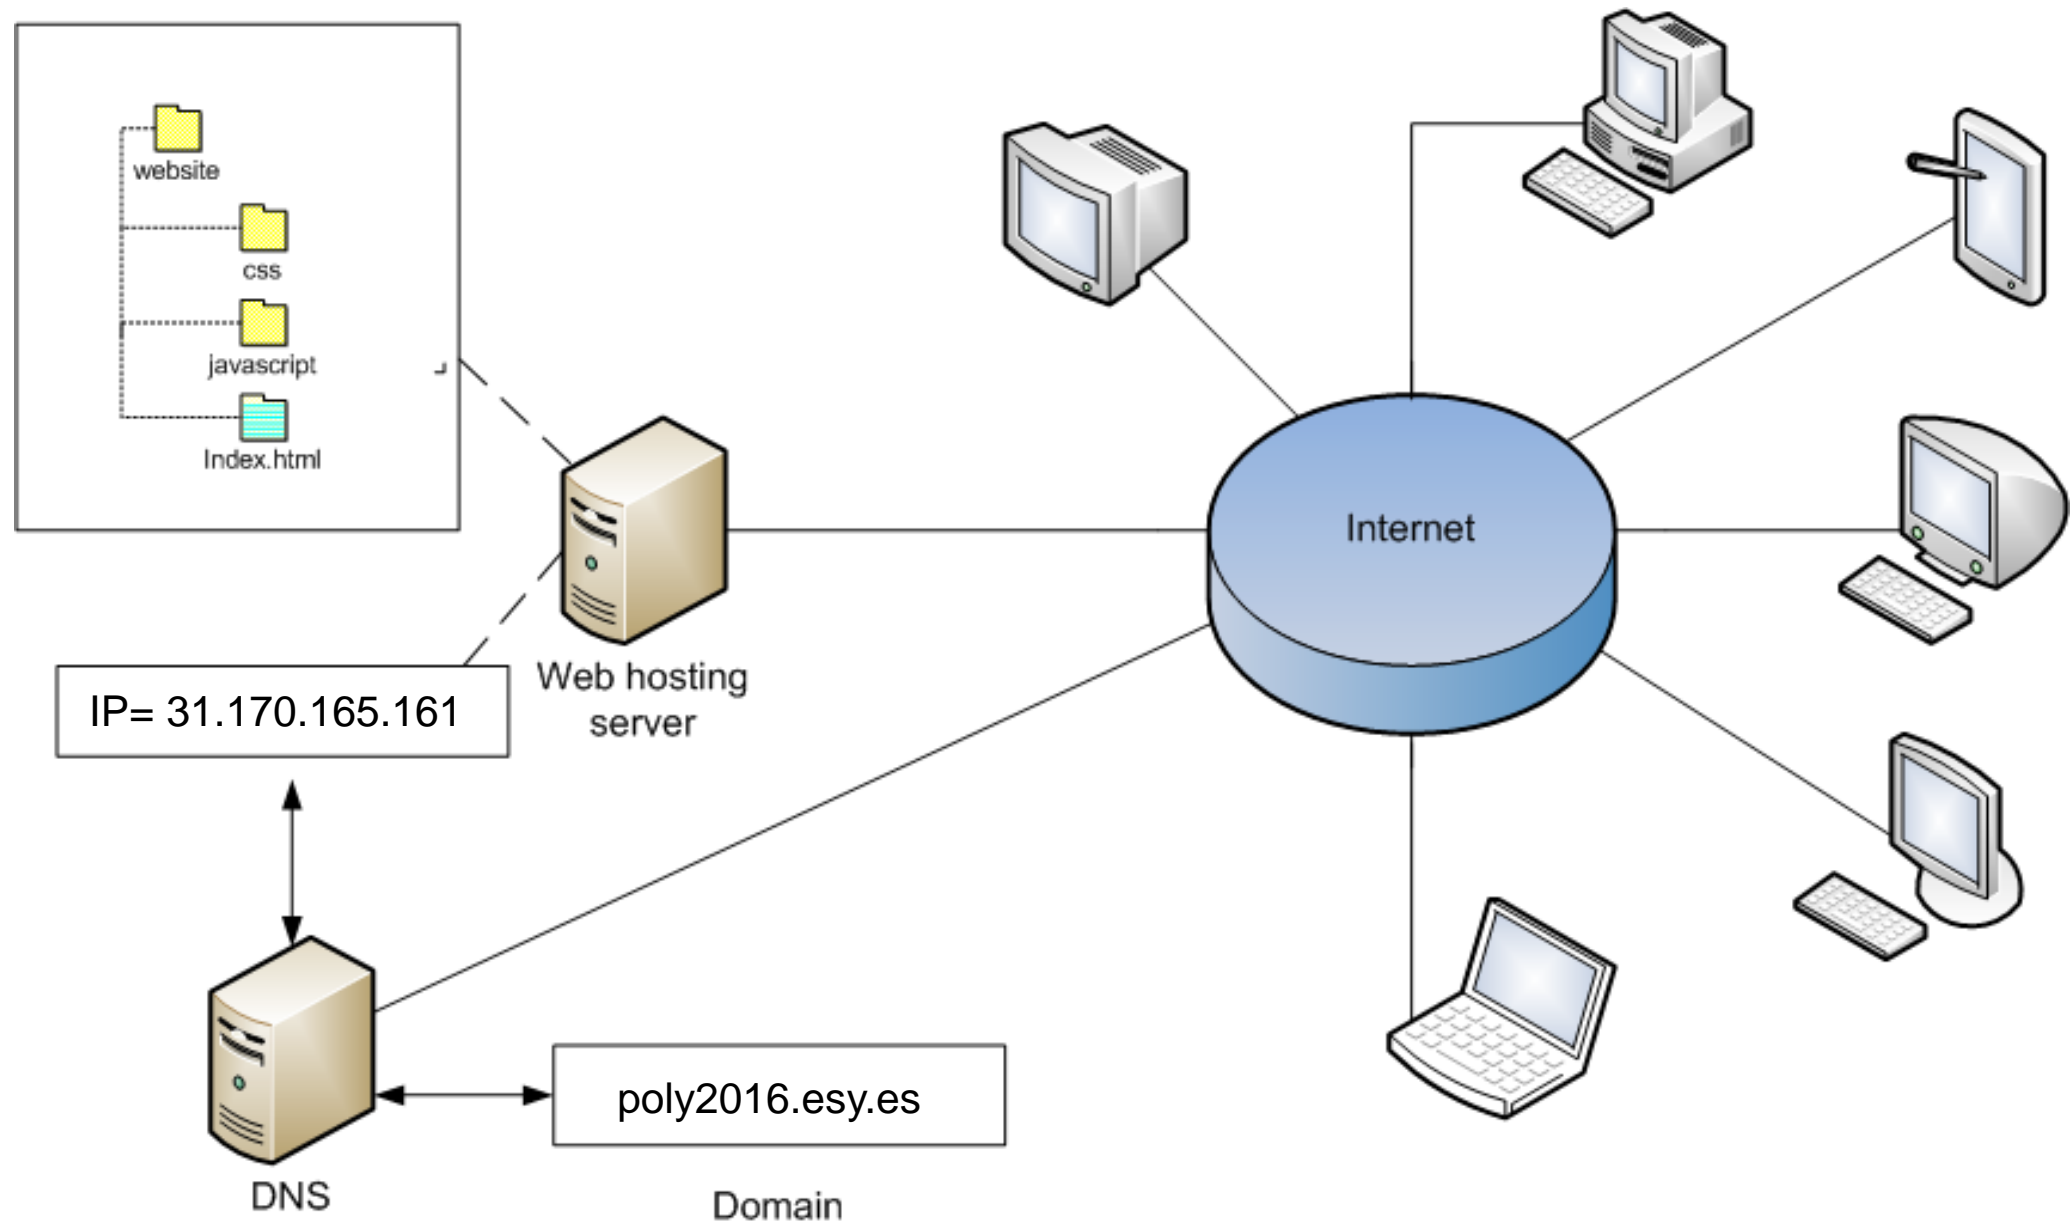 website
css
javascript
Index.html
Internet
Web hosting
server
IP= 31.170.165.161
poly2016.esy.es
DNS
Domain